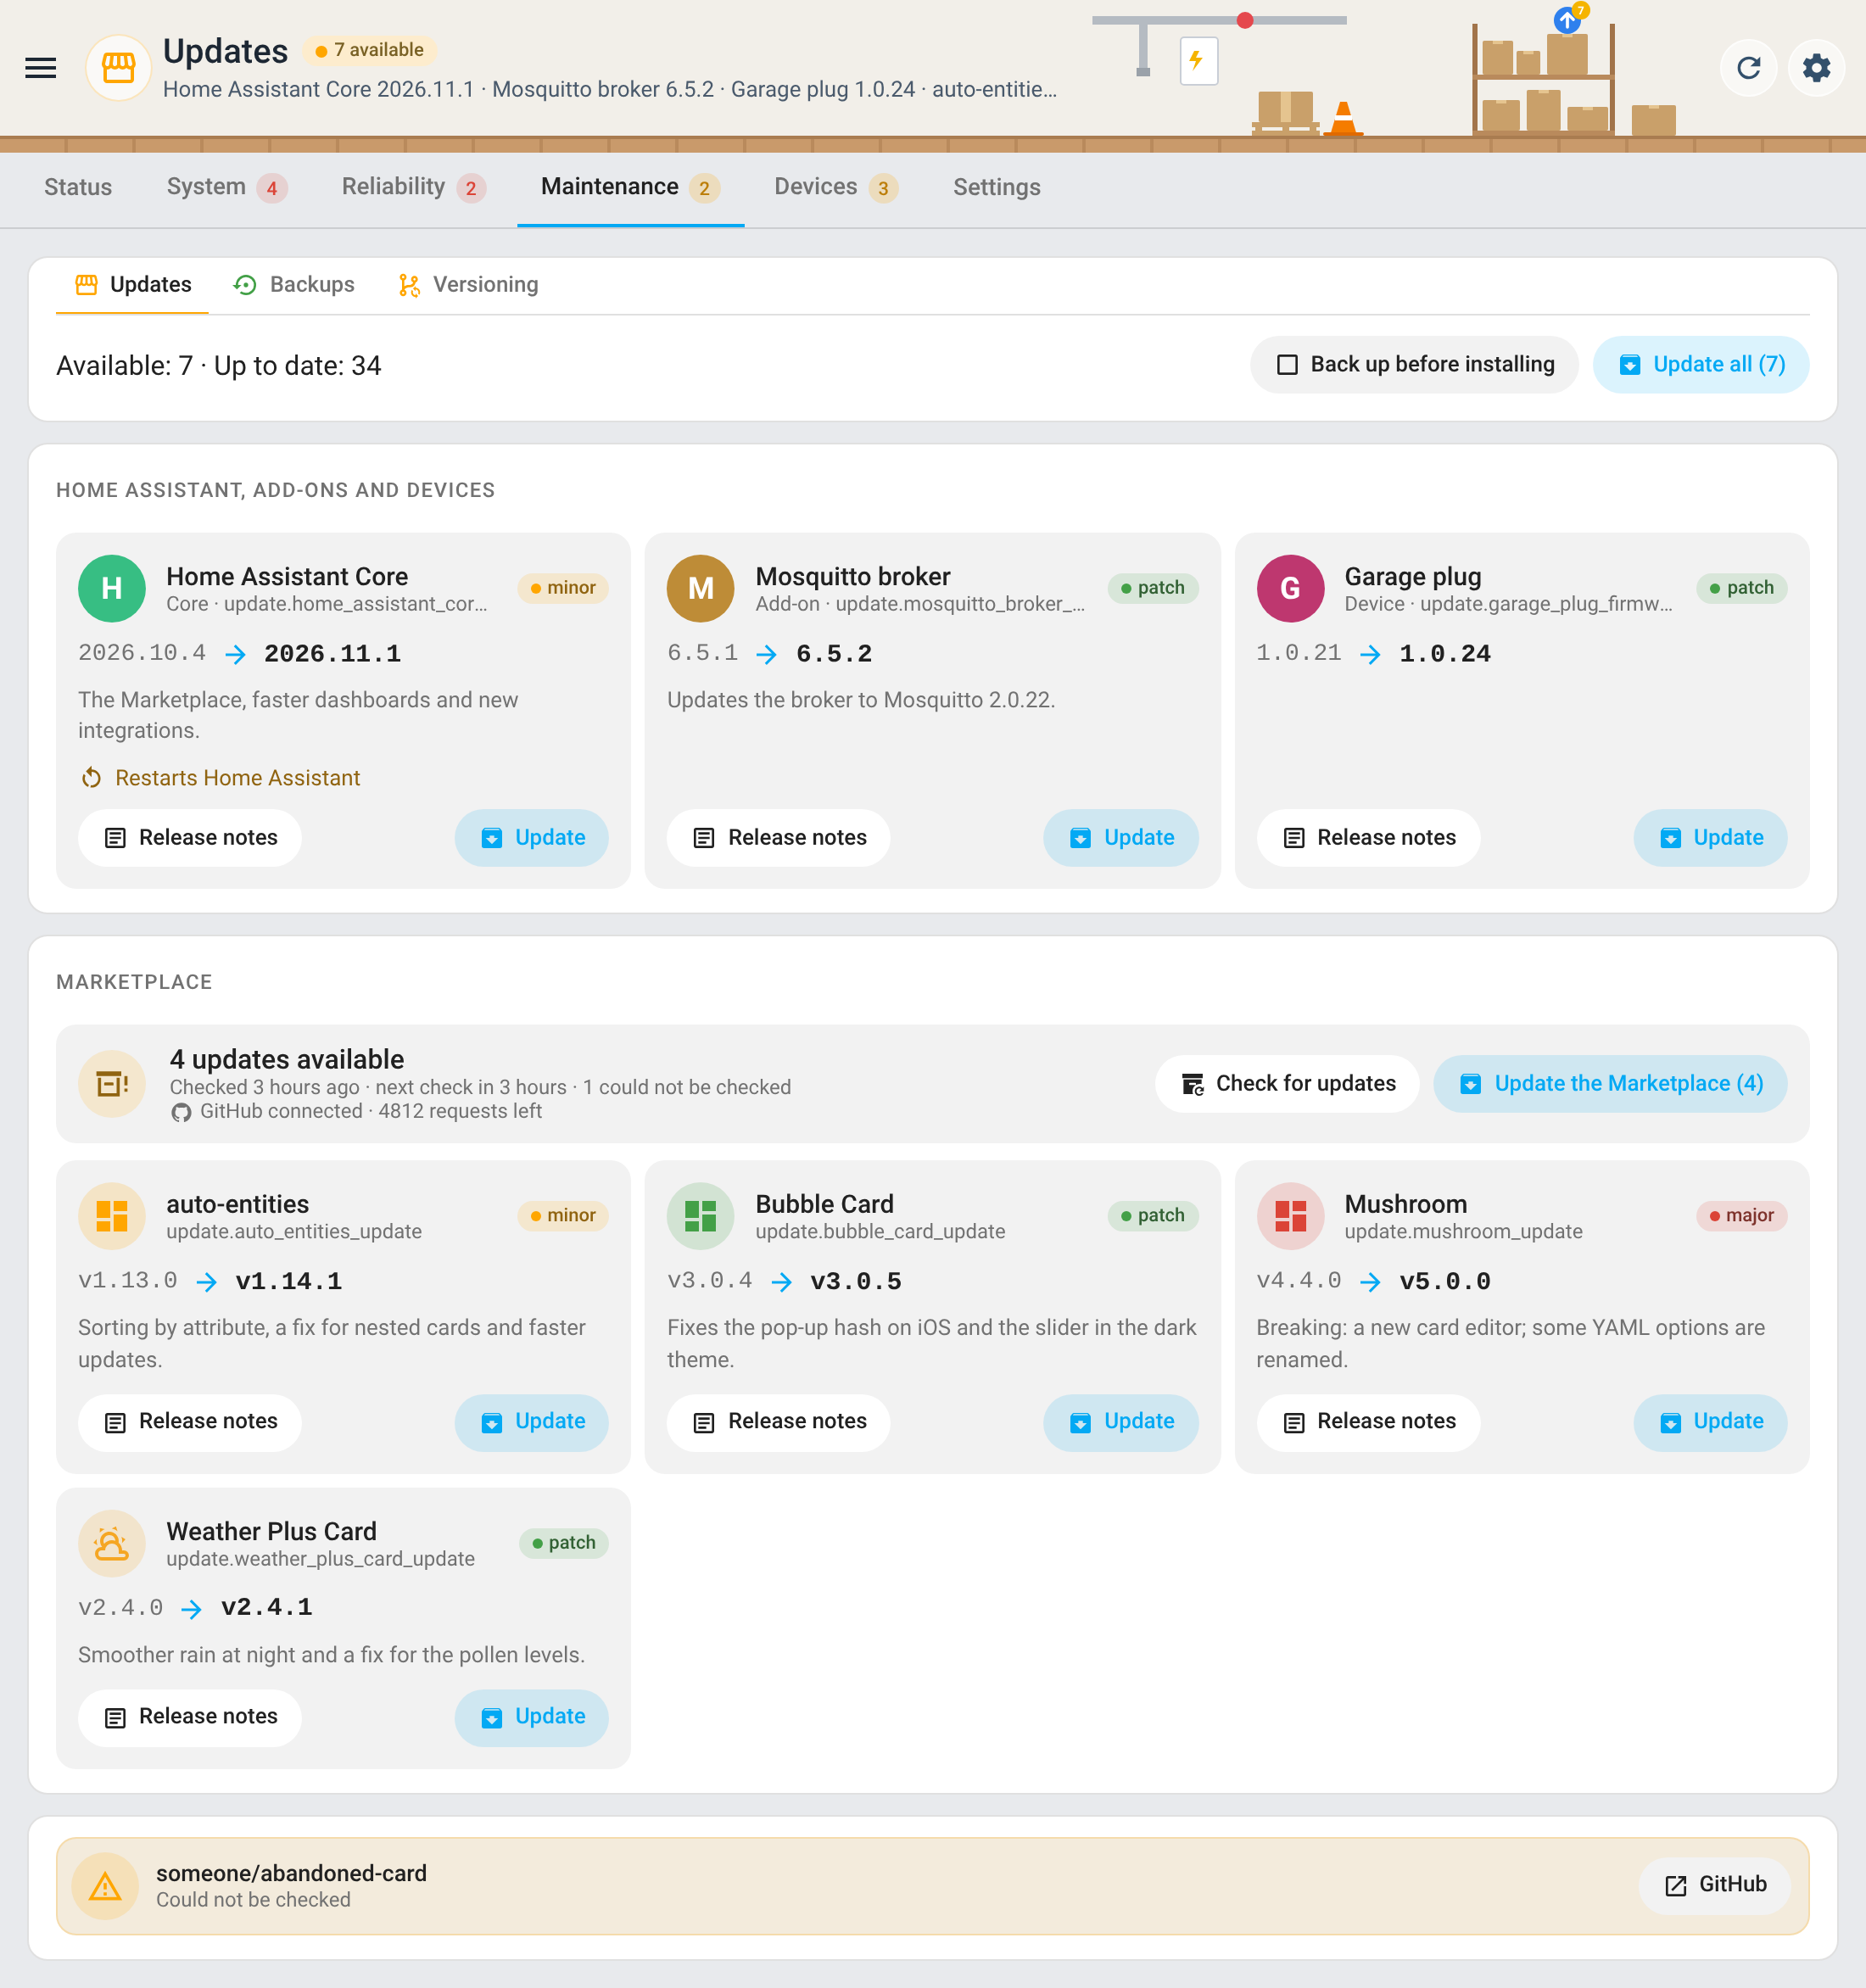 Updates
7 available
Home Assistant Core 2026.11.1 · Mosquitto broker 6.5.2 · Garage plug 1.0.24 · auto-entitie...
7
Status
System 4
Reliability 2
Maintenance 2
Devices 3
Settings
Updates
Backups
Versioning
Available: 7 · Up to date: 34
Back up before installing
Update all (7)
HOME ASSISTANT, ADD-ONS AND DEVICES
H
Home Assistant Core
Core · update.home_assistant_cor...
minor
2026.10.4 → 2026.11.1
The Marketplace, faster dashboards and new
integrations.
Restarts Home Assistant
Release notes
Update
M
Mosquitto broker
Add-on · update.mosquitto_broker_...
patch
6.5.1 → 6.5.2
Updates the broker to Mosquitto 2.0.22.
Release notes
Update
G
Garage plug
Device · update.garage_plug_firmw...
patch
1.0.21 → 1.0.24
Release notes
Update
MARKETPLACE
4 updates available
Checked 3 hours ago · next check in 3 hours · 1 could not be checked
GitHub connected · 4812 requests left
Check for updates
Update the Marketplace (4)
auto-entities
update.auto_entities_update
minor
v1.13.0 → v1.14.1
Sorting by attribute, a fix for nested cards and faster
updates.
Release notes
Update
Bubble Card
update.bubble_card_update
patch
v3.0.4 → v3.0.5
Fixes the pop-up hash on iOS and the slider in the dark
theme.
Release notes
Update
Mushroom
update.mushroom_update
major
v4.4.0 → v5.0.0
Breaking: a new card editor; some YAML options are
renamed.
Release notes
Update
Weather Plus Card
update.weather_plus_card_update
patch
v2.4.0 → v2.4.1
Smoother rain at night and a fix for the pollen levels.
Release notes
Update
someone/abandoned-card
Could not be checked
GitHub